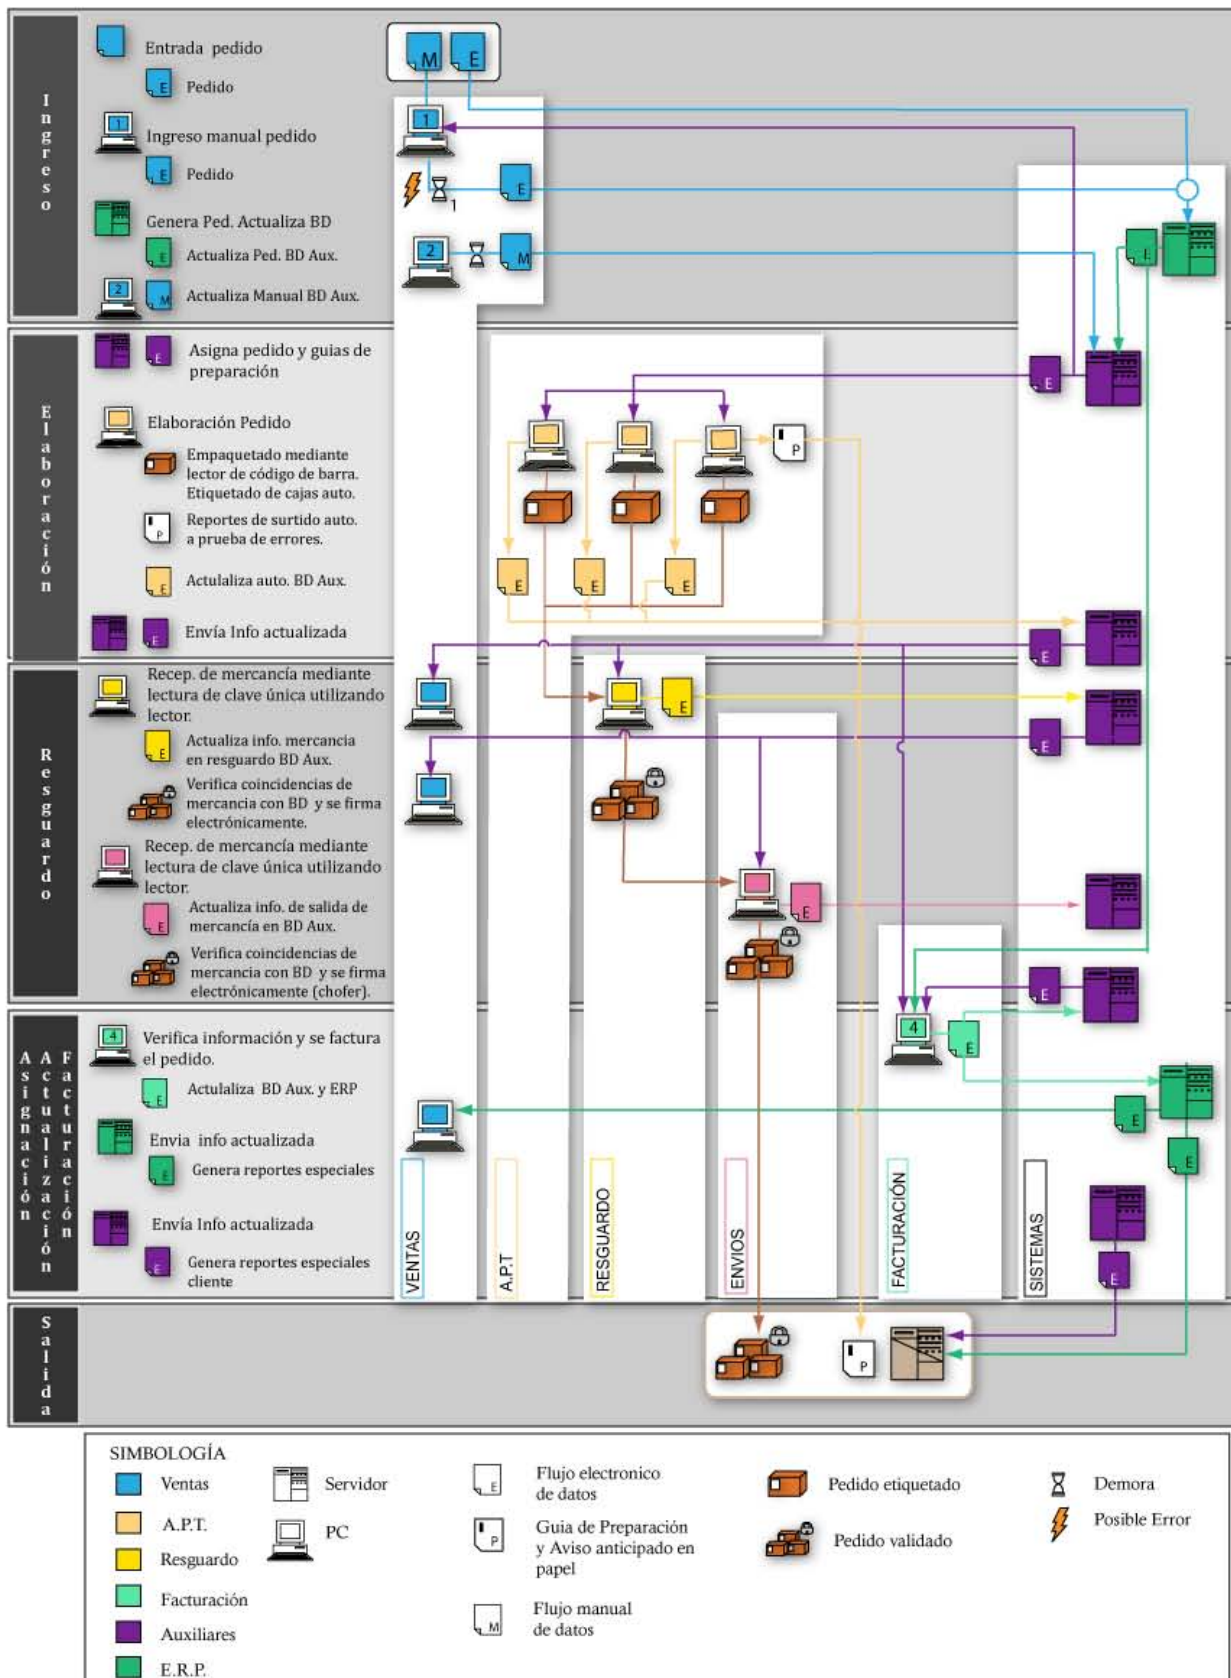 Ingreso
Entrada pedido
E Pedido
1 Ingreso manual pedido
E Pedido
Genera Ped. Actualiza BD
E Actualiza Ped. BD Aux.
2 M Actualiza Manual BD Aux.
M E
1
1
E
2
M
E
Elaboración
E Asigna pedido y guias de
preparación
Elaboración Pedido
Empaquetado mediante
lector de código de barra.
Etiquetado de cajas auto.
P Reportes de surtido auto.
a prueba de errores.
E Actulaliza auto. BD Aux.
E Envía Info actualizada
P
E E E
E
Resguardo
Recep. de mercancía mediante
lectura de clave única utilizando
lector.
E Actualiza info. mercancia
en resguardo BD Aux.
Verifica coincidencias de
mercancia con BD y se firma
electrónicamente.
Recep. de mercancía mediante
lectura de clave única utilizando
lector.
E Actualiza info. de salida de
mercancía en BD Aux.
Verifica coincidencias de
mercancia con BD y se firma
electrónicamente (chofer).
E
E
E
E
Asignación
Actualización
Facturación
4 Verifica información y se factura
el pedido.
E Actulaliza BD Aux. y ERP
Envia info actualizada
E Genera reportes especiales
Envía Info actualizada
E Genera reportes especiales
cliente
4
E
E
E
E
VENTAS
A.P.T
RESGUARDO
ENVIOS
FACTURACIÓN
SISTEMAS
Salida
P
SIMBOLOGÍA
Ventas
A.P.T.
Resguardo
Facturación
Auxiliares
E.R.P.
Servidor
PC
E Flujo electronico
de datos
P Guia de Preparación
y Aviso anticipado en
papel
M Flujo manual
de datos
Pedido etiquetado
Pedido validado
Demora
Posible Error